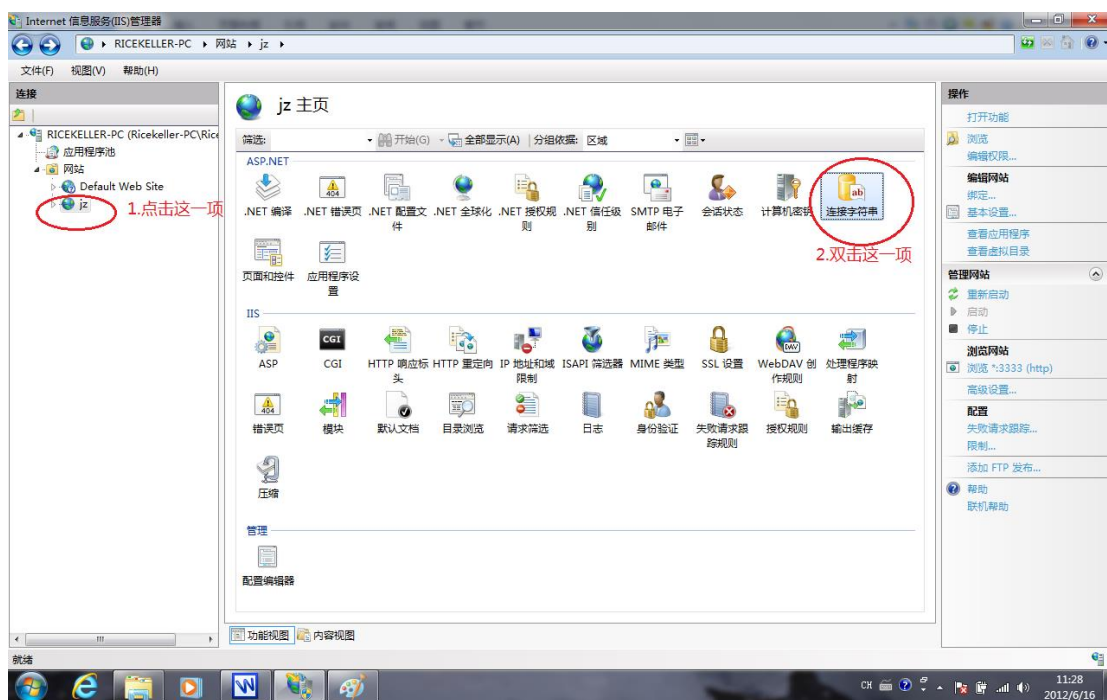 Internet 信息服务(IIS)管理器
RICEKELLER-PC ▸ 网站 ▸ jz ▸
文件(F) 视图(V) 帮助(H)
连接
RICEKELLER-PC (Ricekeller-PC\Rice
应用程序池
网站
Default Web Site
jz
1.点击这一项
jz 主页
筛选: 开始(G) 全部显示(A) 分组依据: 区域
ASP.NET
.NET 编译
.NET 错误页
.NET 配置文件
.NET 全球化
.NET 授权规则
.NET 信任级别
SMTP 电子邮件
会话状态
计算机密钥
连接字符串
2.双击这一项
页面和控件
应用程序设置
IIS
ASP
CGI
HTTP 响应标头
HTTP 重定向
IP 地址和域限制
ISAPI 筛选器
MIME 类型
SSL 设置
WebDAV 创作规则
处理程序映射
错误页
模块
默认文档
目录浏览
请求筛选
日志
身份验证
失败请求跟踪规则
授权规则
输出缓存
压缩
管理
配置编辑器
功能视图 内容视图
操作
打开功能
浏览
编辑权限...
编辑网站
绑定...
基本设置...
查看应用程序
查看虚拟目录
管理网站
重新启动
启动
停止
浏览网站
浏览 *:3333 (http)
高级设置...
配置
失败请求跟踪...
限制...
添加 FTP 发布...
帮助
联机帮助
就绪
CH
11:28
2012/6/16